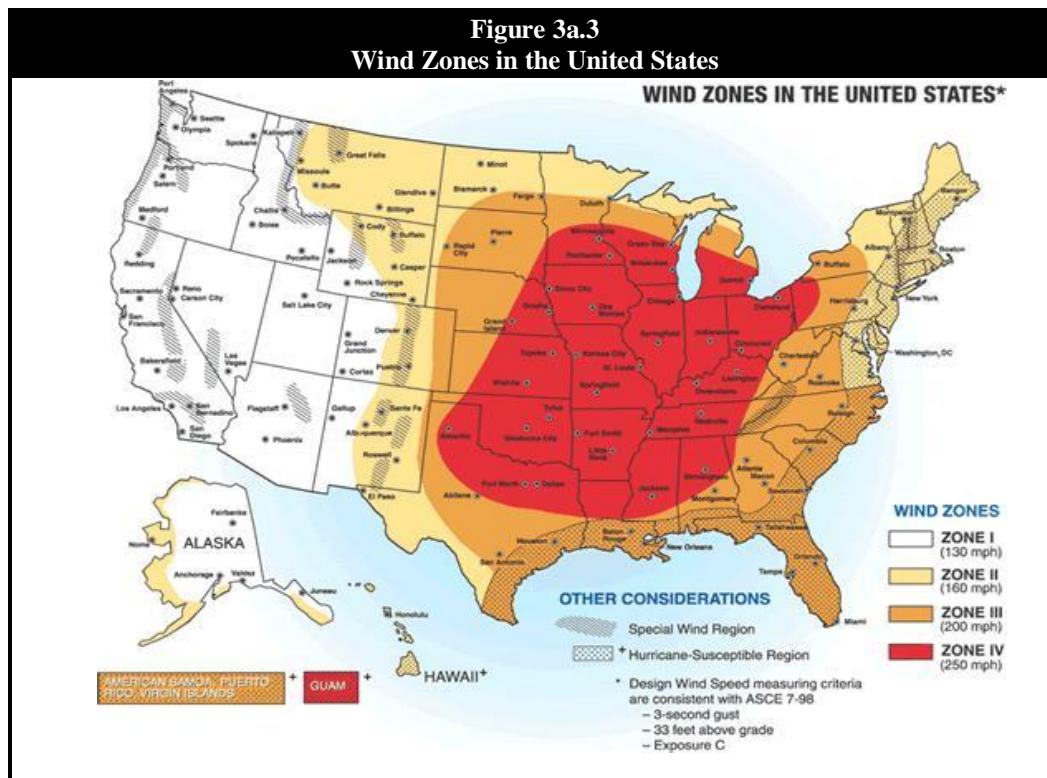 Figure 3a.3
Wind Zones in the United States
WIND ZONES IN THE UNITED STATES*
Port
Angeles
Seattle
Olympia
Spokane
Kalispell
Great Falls
Minot
Portland
Salem
Missoula
Butte
Glendive
Bismarck
Fargo
Duluth
Billings
Medford
Challis
Boise
Cody
Buffalo
Rapid
City
Pierre
Minneapolis
Rochester
Green Bay
Milwaukee
Montpelier
Bangor
Albany
Boston
Buffalo
Redding
Pocatello
Jackson
Casper
Rock Springs
Cheyenne
Sioux City
Omaha
Des
Moines
Chicago
Detroit
Cleveland
Harrisburg
New York
Sacramento
Reno
Carson City
Salt Lake City
San
Francisco
Grand
Junction
Denver
Pueblo
Grand
Island
Springfield
Indianapolis
Cincinnati
Charleston
Washington, DC
Bakersfield
Las
Vegas
Cortez
Topeka
Kansas City
St. Louis
Lexington
Owensboro
Roanoke
Wichita
Springfield
Raleigh
Los Angeles
San
Bernadino
San
Diego
Flagstaff
Gallup
Santa Fe
Albuquerque
Tulsa
Nashville
Phoenix
Roswell
Amarillo
Oklahoma City
Fort Smith
Little
Rock
Memphis
Columbia
Atlanta
Macon
Birmingham
El Paso
Abilene
Fort Worth
Dallas
Jackson
Montgomery
Savannah
Fairbanks
Nome
ALASKA
Anchorage
Valdez
Juneau
San Antonio
Houston
Baton
Rouge
New Orleans
Tallahassee
Orlando
Tampa
Miami
Honolulu
HAWAII+
AMERICAN SAMOA, PUERTO
RICO, VIRGIN ISLANDS
+
GUAM
+
OTHER CONSIDERATIONS
Special Wind Region
+ Hurricane-Susceptible Region
* Design Wind Speed measuring criteria
are consistent with ASCE 7-98
– 3-second gust
– 33 feet above grade
– Exposure C
WIND ZONES
ZONE I
(130 mph)
ZONE II
(160 mph)
ZONE III
(200 mph)
ZONE IV
(250 mph)